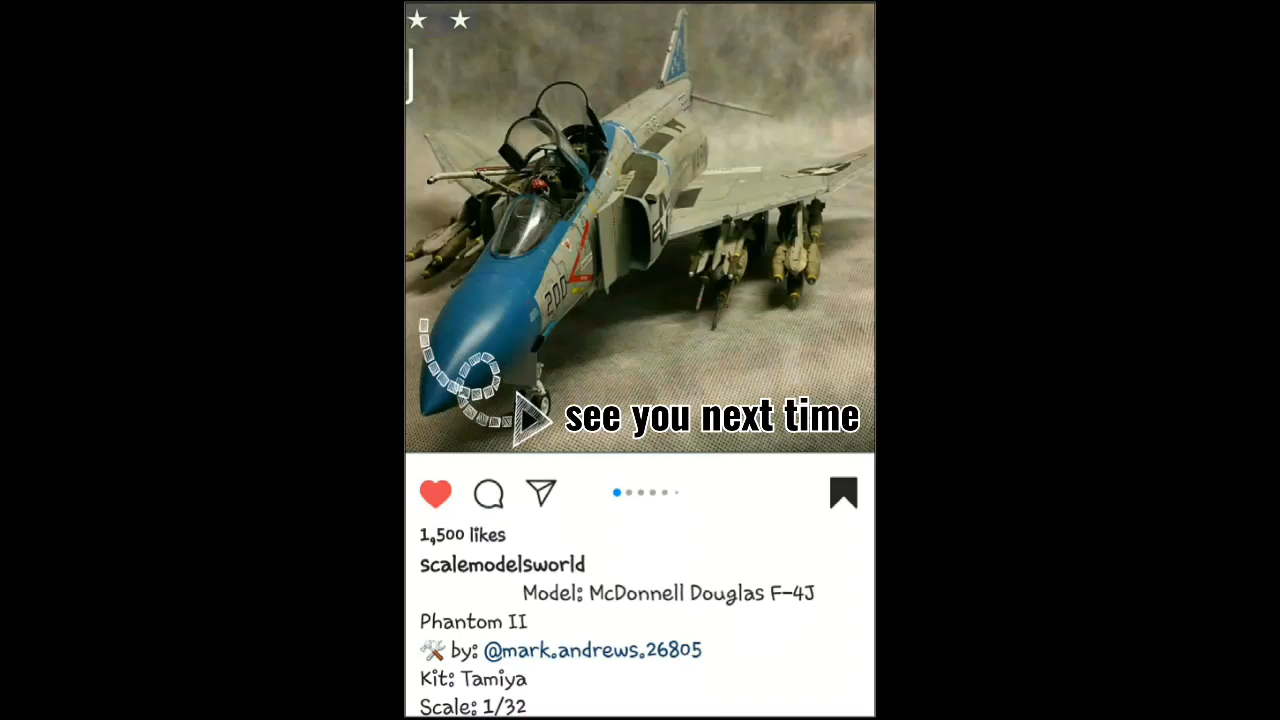 200
see you next time
1,500 likes
scalemodelsworld
Model: McDonnell Douglas F-4J
Phantom II
by: @mark.andrews.26805
Kit: Tamiya
Scale: 1/32